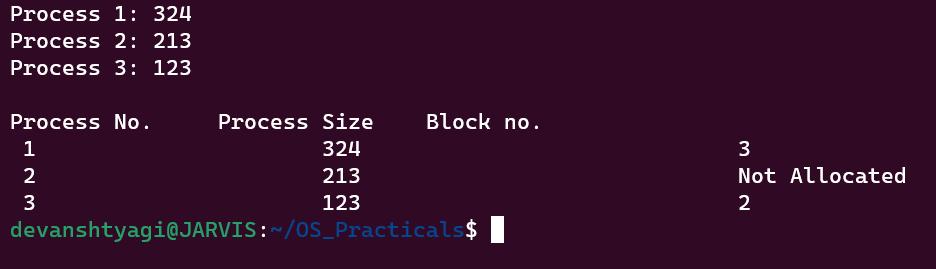 Process 1: 324
Process 2: 213
Process 3: 123
Process No. Process Size Block no.
1 324 3
2 213 Not Allocated
3 123 2
devanshtyagi@JARVIS:~/OS_Practicals$